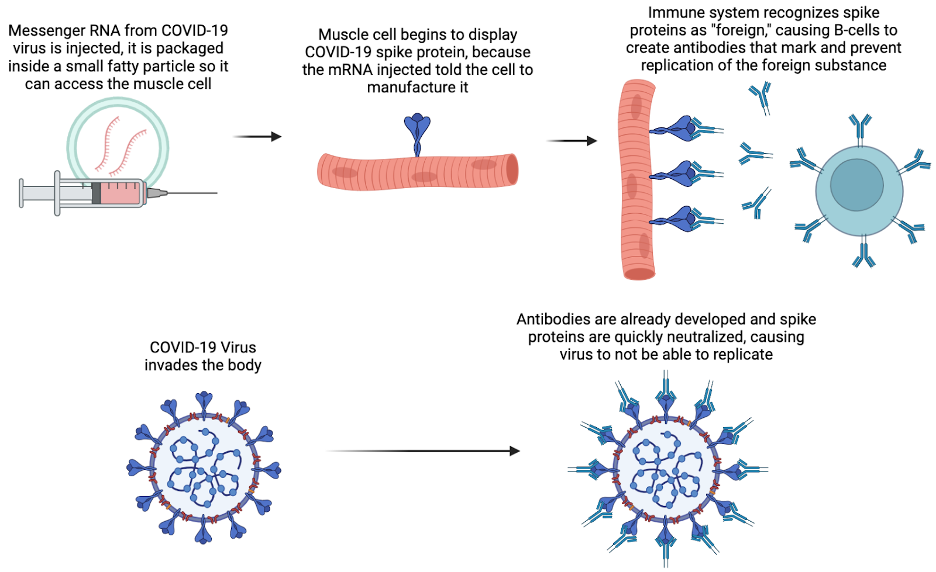 Messenger RNA from COVID-19
virus is injected, it is packaged
inside a small fatty particle so it
can access the muscle cell
Muscle cell begins to display
COVID-19 spike protein, because
the mRNA injected told the cell to
manufacture it
Immune system recognizes spike
proteins as "foreign," causing B-cells to
create antibodies that mark and prevent
replication of the foreign substance
COVID-19 Virus
invades the body
Antibodies are already developed and spike
proteins are quickly neutralized, causing
virus to not be able to replicate